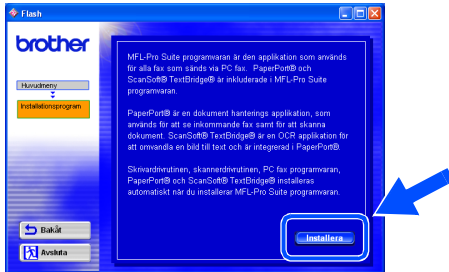 Flash
brother
Huvudmeny
Installationsprogram
MFL-Pro Suite programvaran är den applikation som används
för alla fax som sänds via PC fax. PaperPort® och
ScanSoft® TextBridge® är inkluderade i MFL-Pro Suite
programvaran.
PaperPort® är en dokument hanterings applikation, som
används för att se inkommande fax samt för att skanna
dokument. ScanSoft® TextBridge® är en OCR applikation för
att omvandla en bild till text och är integrerad i PaperPort®.
Skrivardrivrutinen, skannerdrivrutinen, PC fax programvaran,
PaperPort® och ScanSoft® TextBridge® installeras
automatiskt när du installerar MFL-Pro Suite programvaran.
Installera
Bakåt
Avsluta